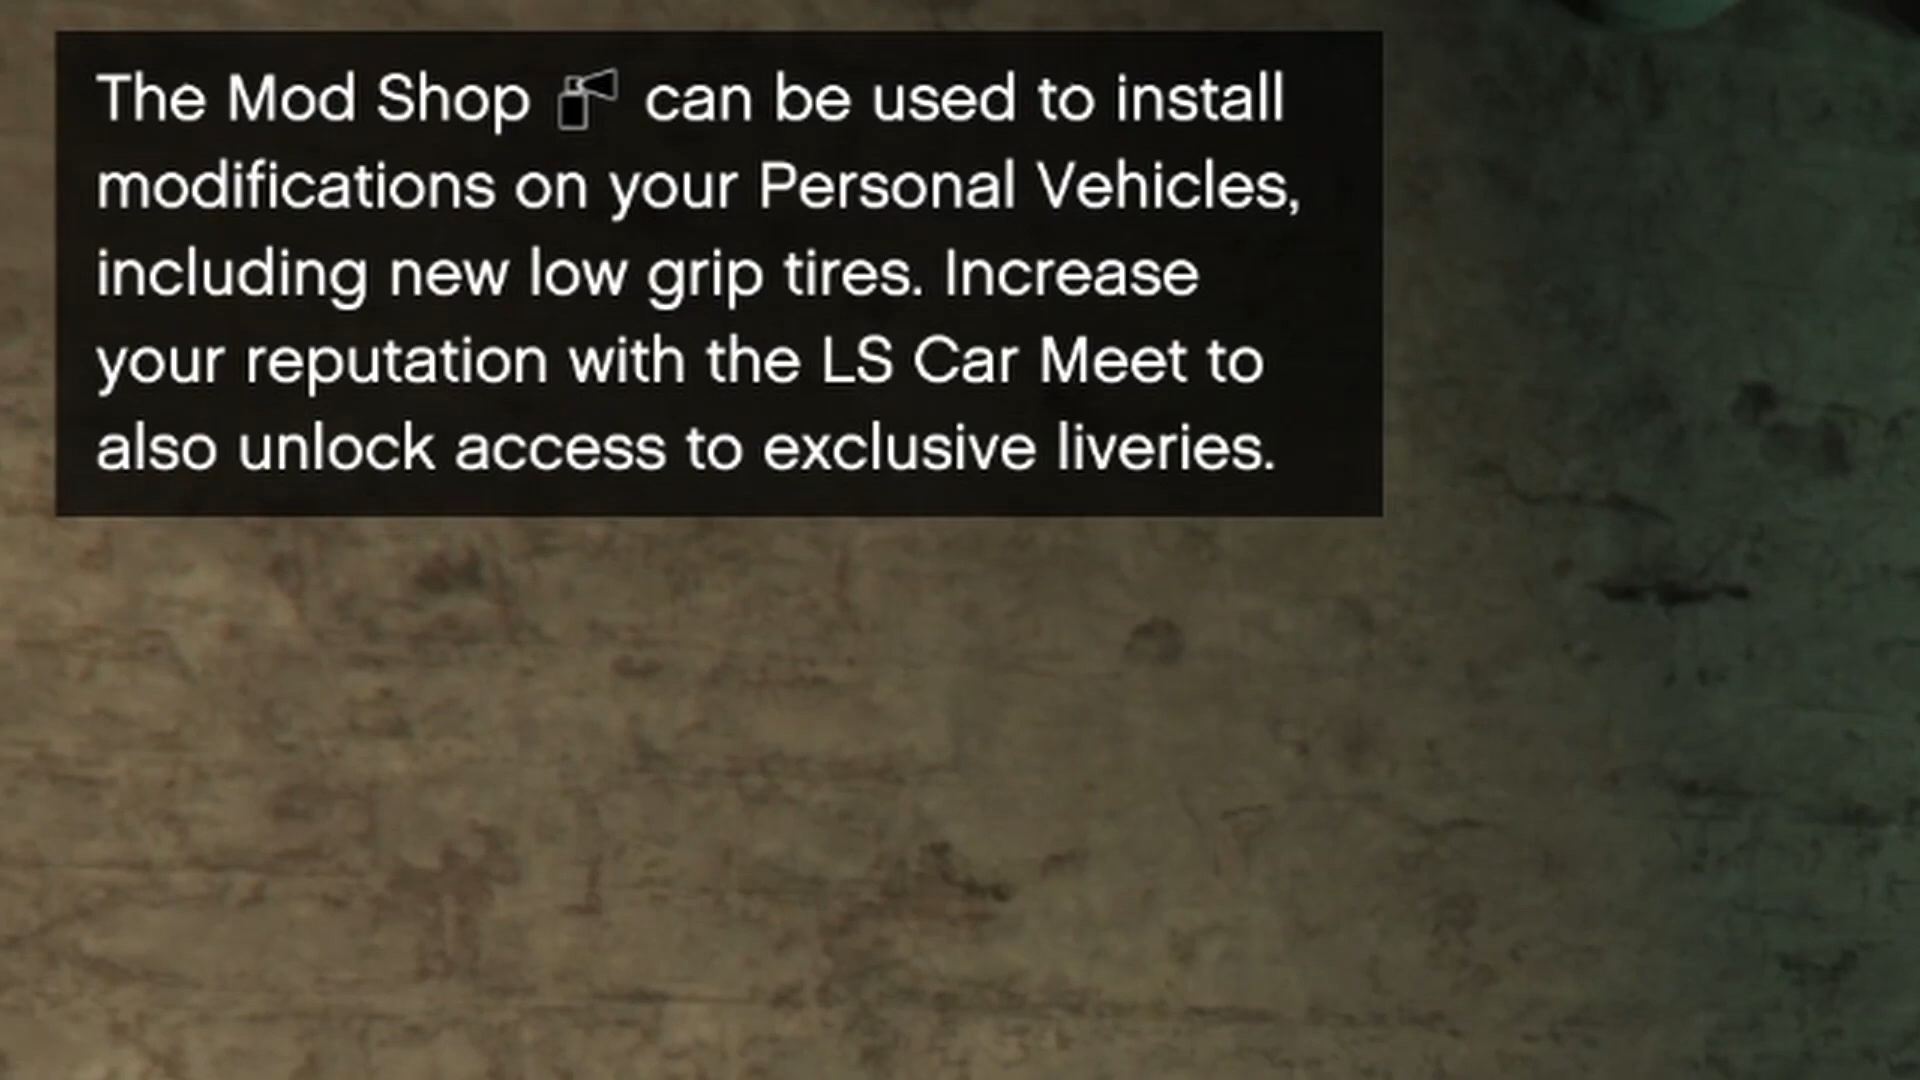 The Mod Shop can be used to install
modifications on your Personal Vehicles,
including new low grip tires. Increase
your reputation with the LS Car Meet to
also unlock access to exclusive liveries.